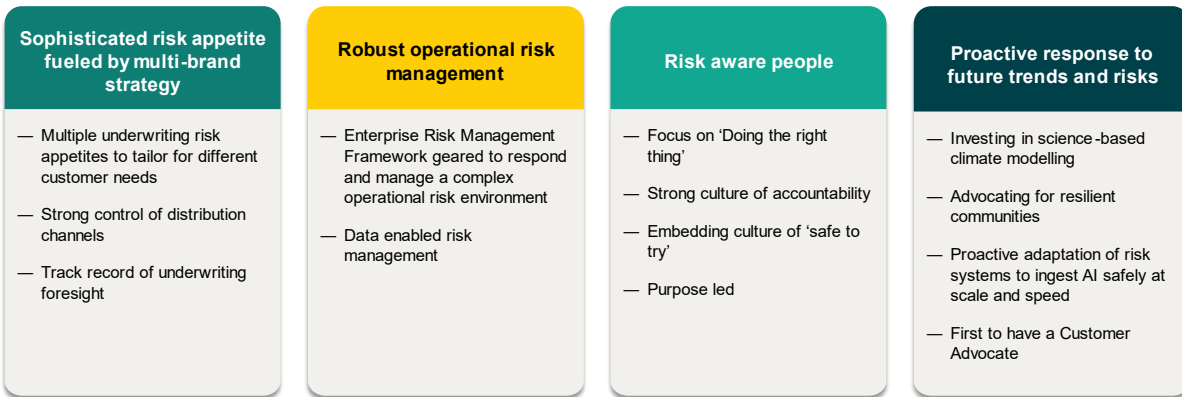 Sophisticated risk appetite
fueled by multi-brand
strategy
— Multiple underwriting risk
appetites to tailor for different
customer needs
— Strong control of distribution
channels
— Track record of underwriting
foresight
Robust operational risk
management
— Enterprise Risk Management
Framework geared to respond
and manage a complex
operational risk environment
— Data enabled risk
management
Risk aware people
— Focus on ‘Doing the right
thing’
— Strong culture of accountability
— Embedding culture of ‘safe to
try’
— Purpose led
Proactive response to
future trends and risks
— Investing in science-based
climate modelling
— Advocating for resilient
communities
— Proactive adaptation of risk
systems to ingest AI safely at
scale and speed
— First to have a Customer
Advocate